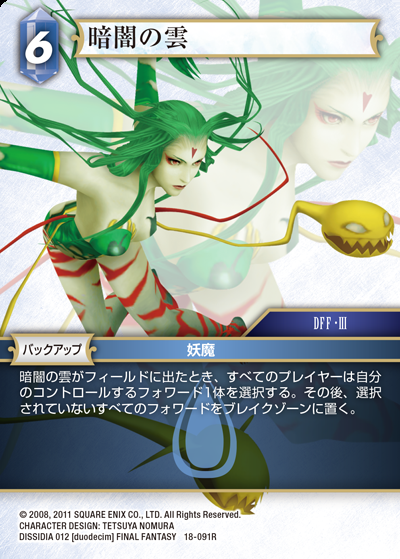 6
暗闇の雲
DFF・III
バックアップ
妖魔
暗闇の雲がフィールドに出たとき、すべてのプレイヤーは自分
のコントロールするフォワード1体を選択する。その後、選択
されていないすべてのフォワードをブレイクゾーンに置く。
© 2008, 2011 SQUARE ENIX CO., LTD. All Rights Reserved.
CHARACTER DESIGN: TETSUYA NOMURA
DISSIDIA 012 [duodecim] FINAL FANTASY 18-091R